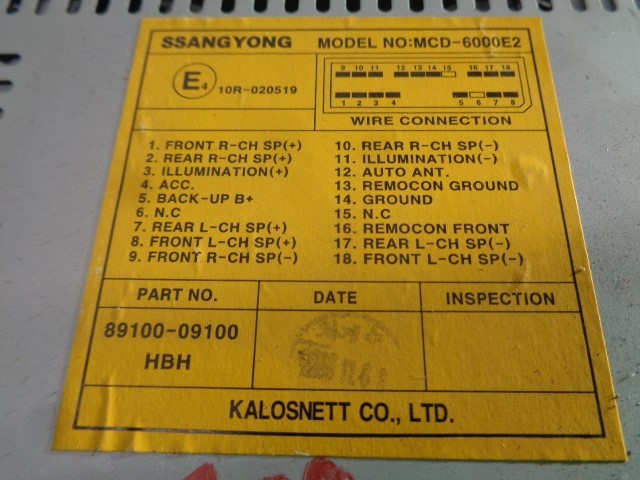 SSANGYONG MODEL NO:MCD-6000E2
9 10 11 12 13 14 15 16 17 18
E4 10R-020519
1 2 3 4 5 6 7 8
WIRE CONNECTION
1. FRONT R-CH SP(+)
2. REAR R-CH SP(+)
3. ILLUMINATION(+)
4. ACC.
5. BACK-UP B+
6. N.C
7. REAR L-CH SP(+)
8. FRONT L-CH SP(+)
9. FRONT R-CH SP(-)
10. REAR R-CH SP(-)
11. ILLUMINATION(-)
12. AUTO ANT.
13. REMOCON GROUND
14. GROUND
15. N.C
16. REMOCON FRONT
17. REAR L-CH SP(-)
18. FRONT L-CH SP(-)
PART NO. DATE INSPECTION
89100-09100
HBH
KALOSNETT CO., LTD.